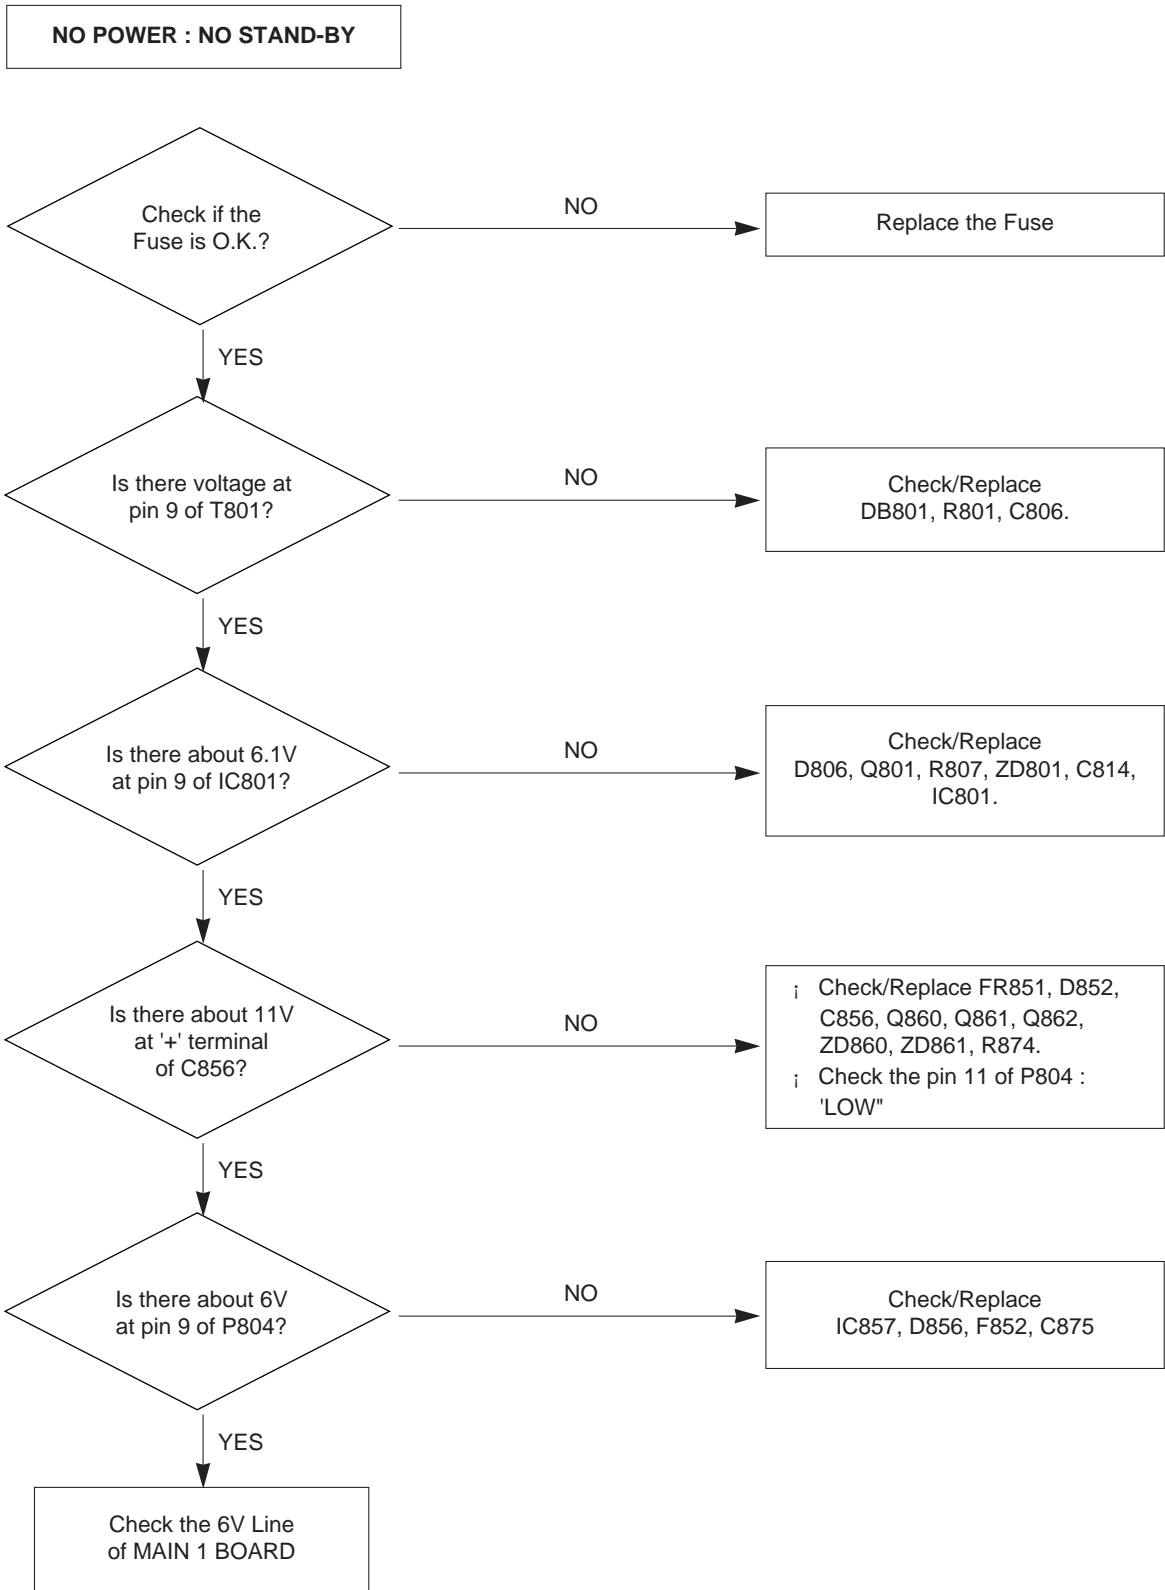 NO POWER : NO STAND-BY
Check if the
Fuse is O.K.?
NO
Replace the Fuse
YES
Is there voltage at
pin 9 of T801?
NO
Check/Replace
DB801, R801, C806.
YES
Is there about 6.1V
at pin 9 of IC801?
NO
Check/Replace
D806, Q801, R807, ZD801, C814,
IC801.
YES
Is there about 11V
at '+' terminal
of C856?
NO
¡ Check/Replace FR851, D852,
C856, Q860, Q861, Q862,
ZD860, ZD861, R874.
¡ Check the pin 11 of P804 :
'LOW"
YES
Is there about 6V
at pin 9 of P804?
NO
Check/Replace
IC857, D856, F852, C875
YES
Check the 6V Line
of MAIN 1 BOARD